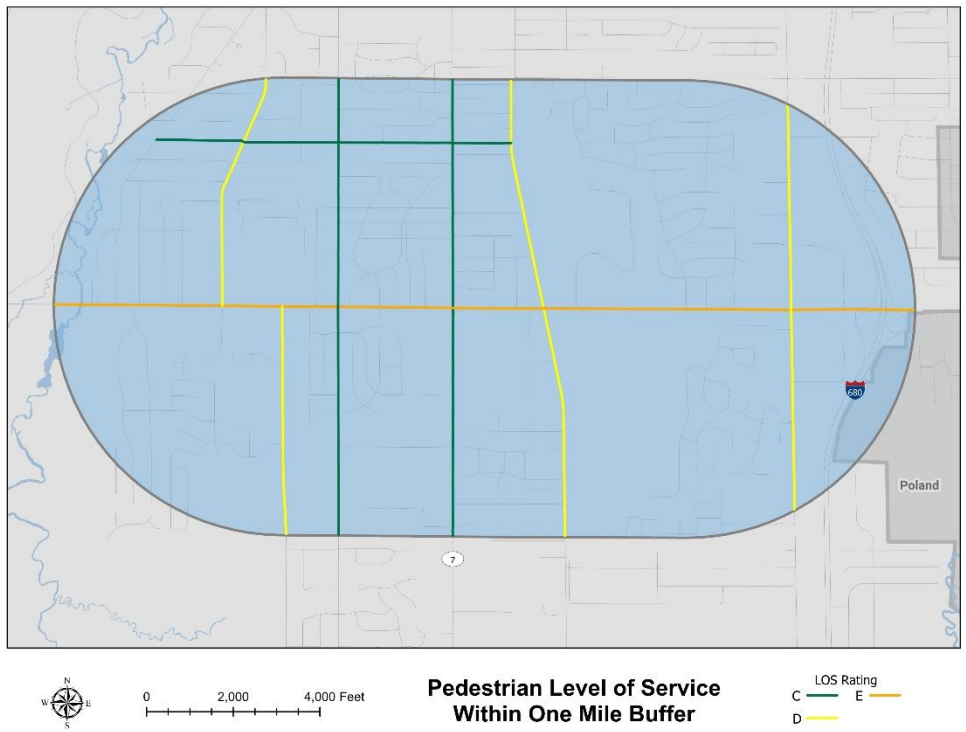 680
Poland
7
N
W E
S
0 2,000 4,000 Feet
Pedestrian Level of Service
Within One Mile Buffer
LOS Rating
C E
D